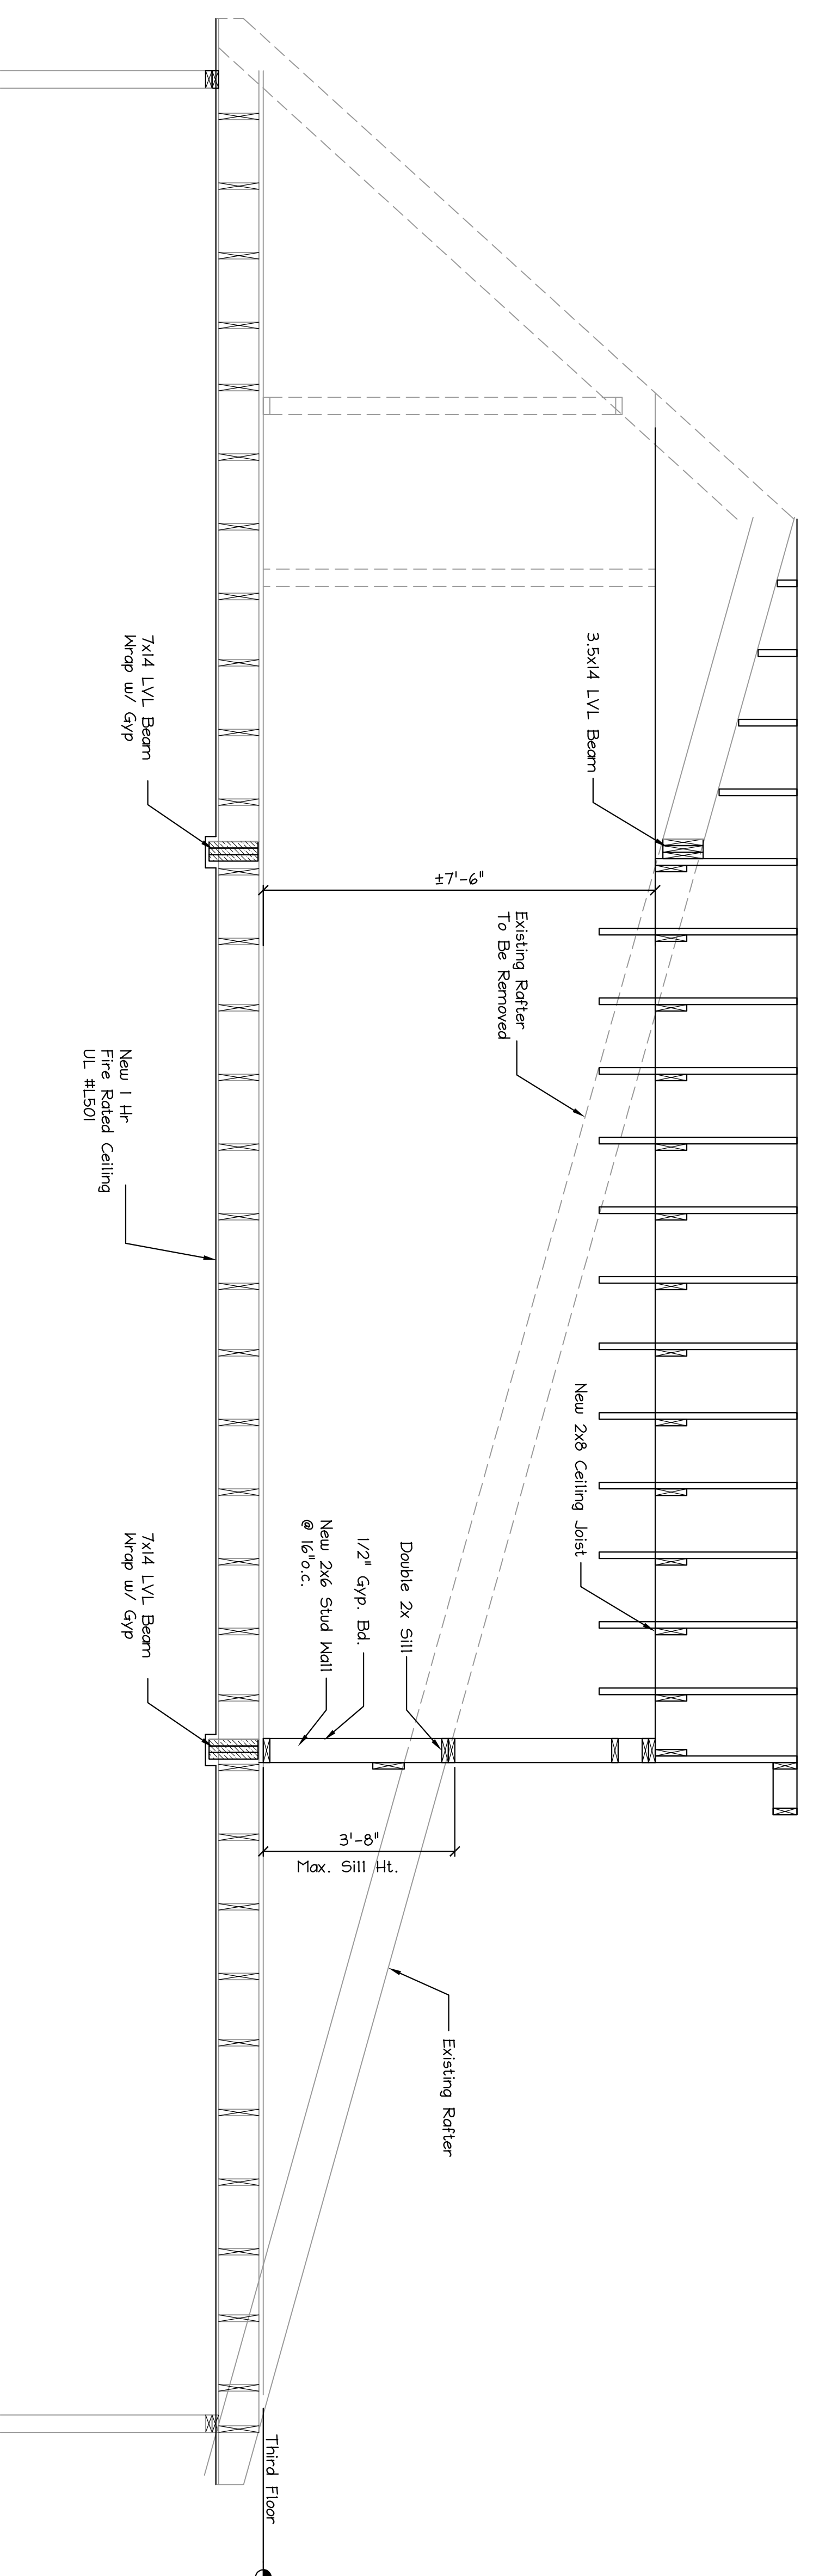 3.5x14 LVL Beam
±7'-6"
Existing Rafter
To Be Removed
New 2x8 Ceiling Joist
Double 2x Sill
1/2" Gyp. Bd.
New 2x6 Stud Wall
@ 16"o.c.
3'-8"
Max. Sill Ht.
Existing Rafter
Third Floor
7x14 LVL Beam
Wrap w/ Gyp
New 1 Hr
Fire Rated Ceiling
UL #L501
7x14 LVL Beam
Wrap w/ Gyp